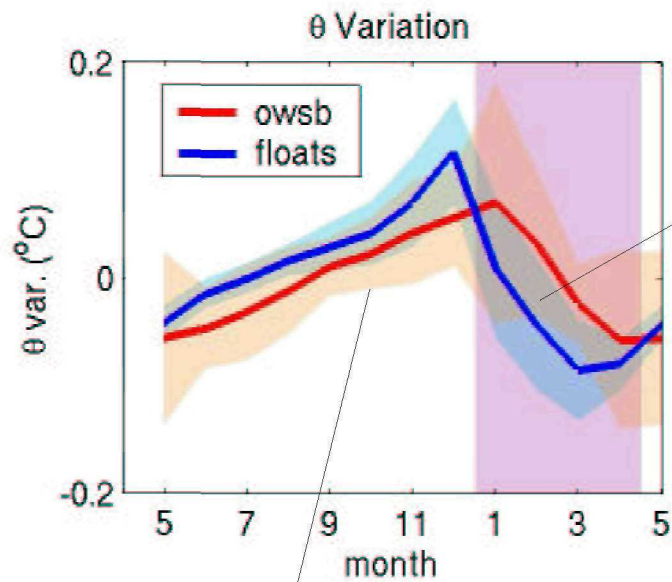 θ Variation
0.2
owsb
floats
0
θ var. (°C)
-0.2
5 7 9 11 1 3 5
month